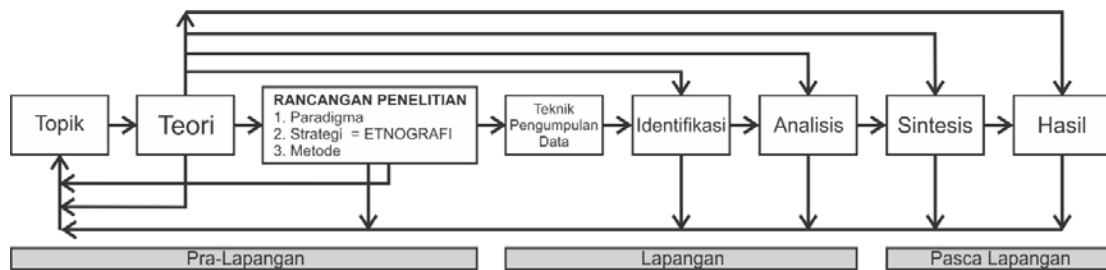 Topik
Teori
RANCANGAN PENELITIAN
1. Paradigma
2. Strategi = ETNOGRAFI
3. Metode
Teknik
Pengumpulan
Data
Identifikasi
Analisis
Sintesis
Hasil
Pra-Lapangan
Lapangan
Pasca Lapangan